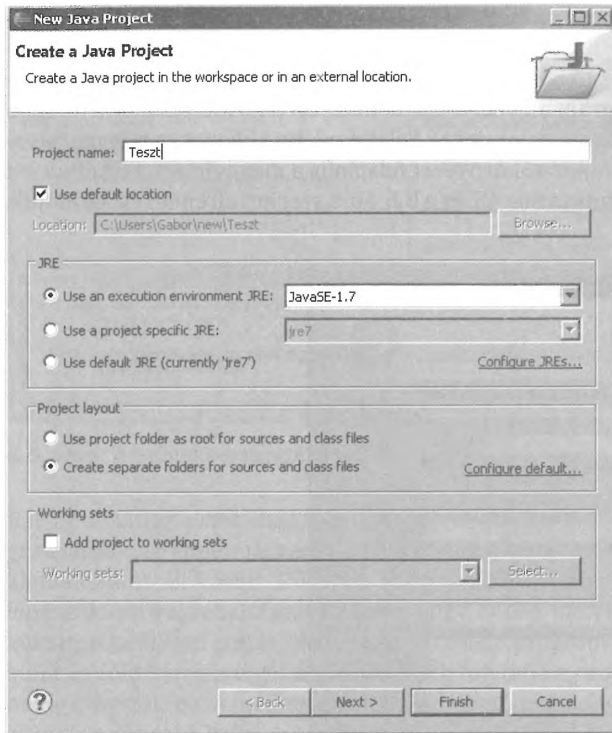 New Java Project
Create a Java Project
Create a Java project in the workspace or in an external location.
Project name: Teszt
Use default location
Location: C:\Users\Gabor\new\Teszt Browse...
JRE
Use an execution environment JRE: JavaSE-1.7
Use a project specific JRE: jre7
Use default JRE (currently 'jre7') Configure JREs...
Project layout
Use project folder as root for sources and class files
Create separate folders for sources and class files Configure default...
Working sets
Add project to working sets
Working sets: Select...
? < Back Next > Finish Cancel